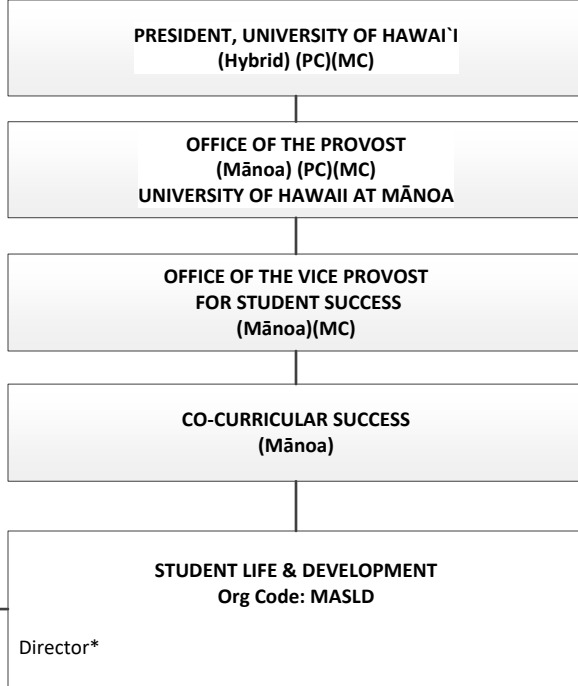 PRESIDENT, UNIVERSITY OF HAWAI`I
(Hybrid) (PC)(MC)
OFFICE OF THE PROVOST
(Mānoa) (PC)(MC)
UNIVERSITY OF HAWAII AT MĀNOA
OFFICE OF THE VICE PROVOST
FOR STUDENT SUCCESS
(Mānoa)(MC)
CO-CURRICULAR SUCCESS
(Mānoa)
STUDENT LIFE & DEVELOPMENT
Org Code: MASLD
Director*